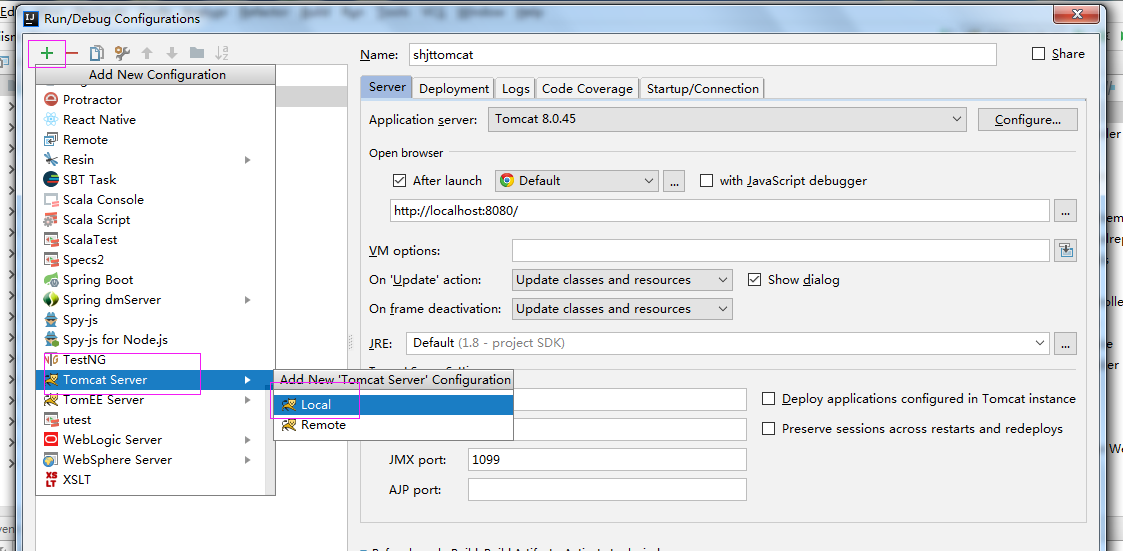 Run/Debug Configurations
Name: shjttomcat
Share
Add New Configuration
Protractor
React Native
Remote
Resin
SBT Task
Scala Console
Scala Script
ScalaTest
Specs2
Spring Boot
Spring dmServer
Spy-js
Spy-js for Node.js
TestNG
Tomcat Server
TomEE Server
utest
WebLogic Server
WebSphere Server
XSLT
Add New 'Tomcat Server' Configuration
Local
Remote
Server Deployment Logs Code Coverage Startup/Connection
Application server: Tomcat 8.0.45 Configure...
Open browser
After launch Default ... with JavaScript debugger
http://localhost:8080/ ...
VM options:
On 'Update' action: Update classes and resources Show dialog
On frame deactivation: Update classes and resources
JRE: Default (1.8 - project SDK) ...
Deploy applications configured in Tomcat instance
Preserve sessions across restarts and redeploys
JMX port: 1099
AJP port: